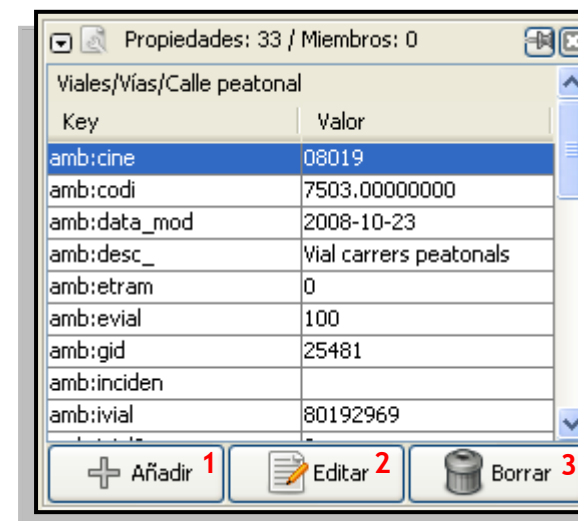 Propiedades: 33 / Miembros: 0
Viales/Vías/Calle peatonal
Key Valor
amb:cine 08019
amb:codi 7503.00000000
amb:data_mod 2008-10-23
amb:desc_ Vial carrers peatonals
amb:etram 0
amb:evial 100
amb:gid 25481
amb:inciden
amb:ivial 80192969
Añadir 1 Editar 2 Borrar 3